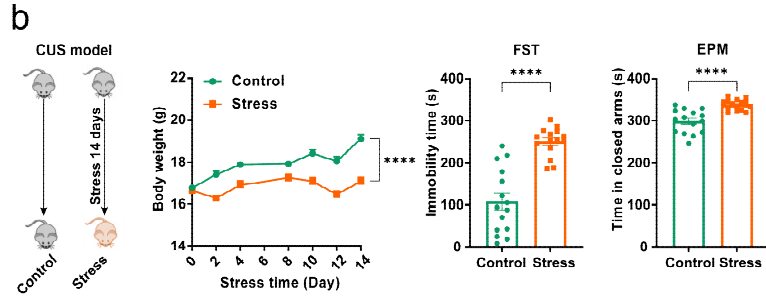 b
CUS model
Stress 14 days
Control
Stress
Body weight (g)
22
20
18
16
14
Control
Stress
****
0 2 4 6 8 10 12 14
Stress time (Day)
FST
****
Immobility time (s)
400
300
200
100
0
Control Stress
EPM
****
Time in closed arms (s)
400
300
200
100
0
Control Stress